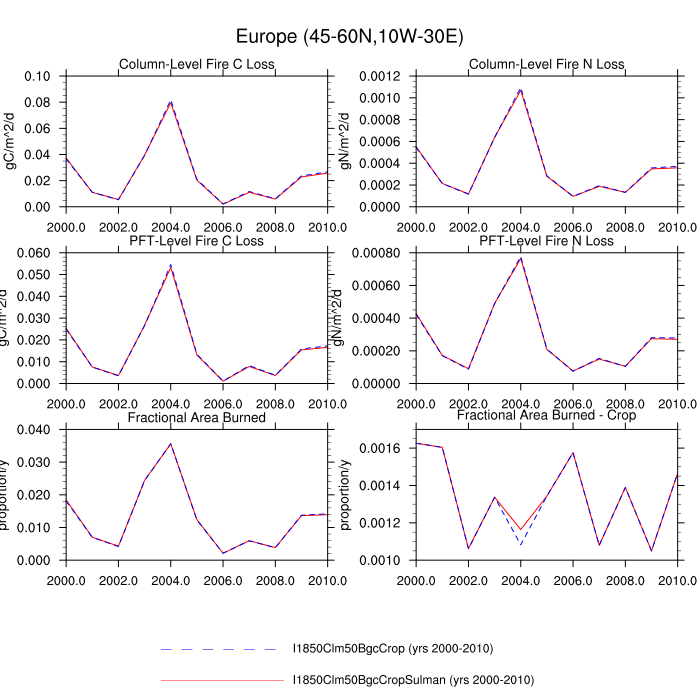 Europe (45-60N,10W-30E)
Column-Level Fire C Loss
gC/m^2/d
0.10
0.08
0.06
0.04
0.02
0.00
2000.0 2002.0 2004.0 2006.0 2008.0 2010.0
Column-Level Fire N Loss
gN/m^2/d
0.0012
0.0010
0.0008
0.0006
0.0004
0.0002
0.0000
2000.0 2002.0 2004.0 2006.0 2008.0 2010.0
PFT-Level Fire C Loss
gC/m^2/d
0.060
0.050
0.040
0.030
0.020
0.010
0.000
2000.0 2002.0 2004.0 2006.0 2008.0 2010.0
PFT-Level Fire N Loss
gN/m^2/d
0.00080
0.00060
0.00040
0.00020
0.00000
2000.0 2002.0 2004.0 2006.0 2008.0 2010.0
Fractional Area Burned
proportion/y
0.040
0.030
0.020
0.010
0.000
2000.0 2002.0 2004.0 2006.0 2008.0 2010.0
Fractional Area Burned - Crop
proportion/y
0.0016
0.0014
0.0012
0.0010
2000.0 2002.0 2004.0 2006.0 2008.0 2010.0
I1850Clm50BgcCrop (yrs 2000-2010)
I1850Clm50BgcCropSulman (yrs 2000-2010)